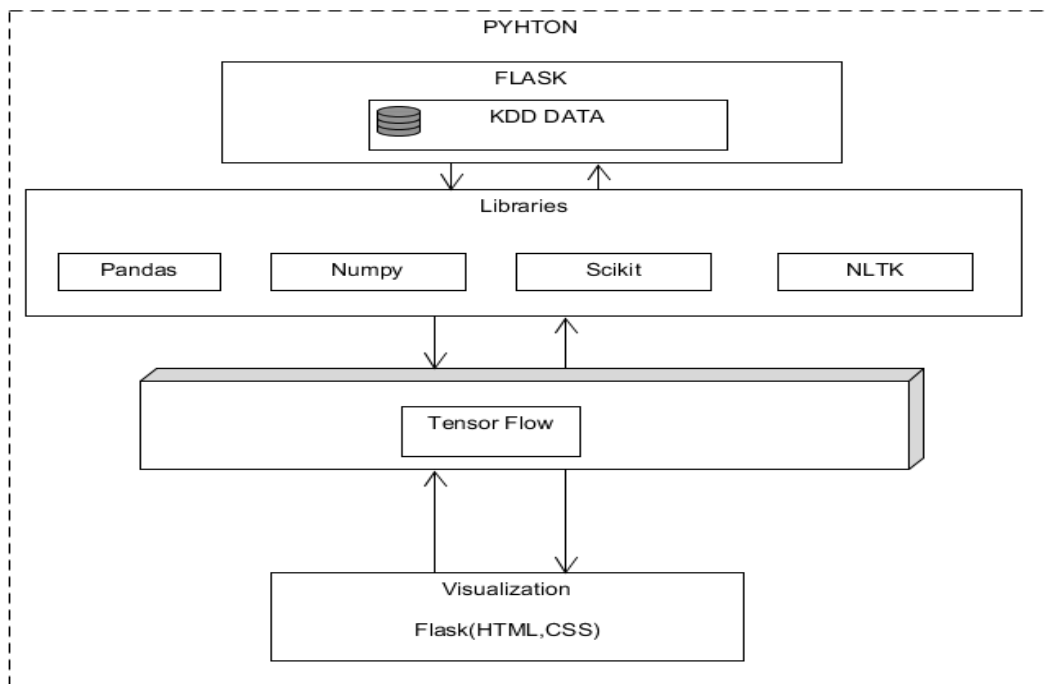 PYHTON
FLASK
KDD DATA
Libraries
Pandas
Numpy
Scikit
NLTK
Tensor Flow
Visualization
Flask(HTML,CSS)